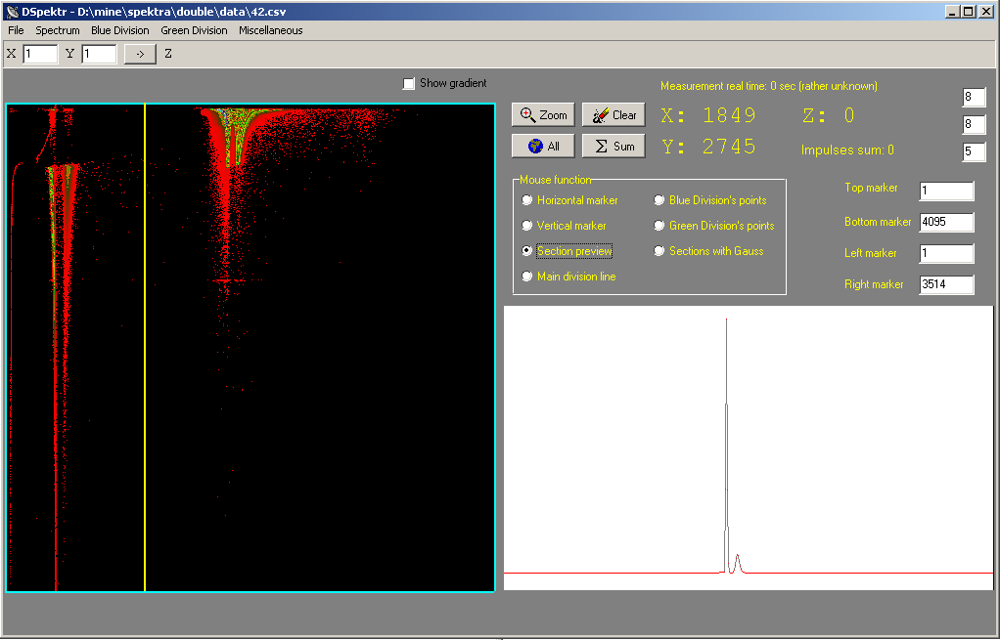 DSpektr - D:\mine\spektra\double\data\42.csv
File Spectrum Blue Division Green Division Miscellaneous
X 1 Y 1 -> Z
Show gradient
Measurement real time: 0 sec (rather unknown)
8
Zoom Clear X: 1849 Z: 0
8
All Σ Sum Y: 2745 Impulses sum: 0
5
Mouse function
Horizontal marker Blue Division's points
Vertical marker Green Division's points
Section preview Sections with Gauss
Main division line
Top marker 1
Bottom marker 4095
Left marker 1
Right marker 3514